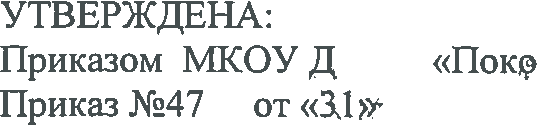 УТВЕРЖДЕНА:
Приказом МКОУ Д «Поко
Приказ №47 от «31»